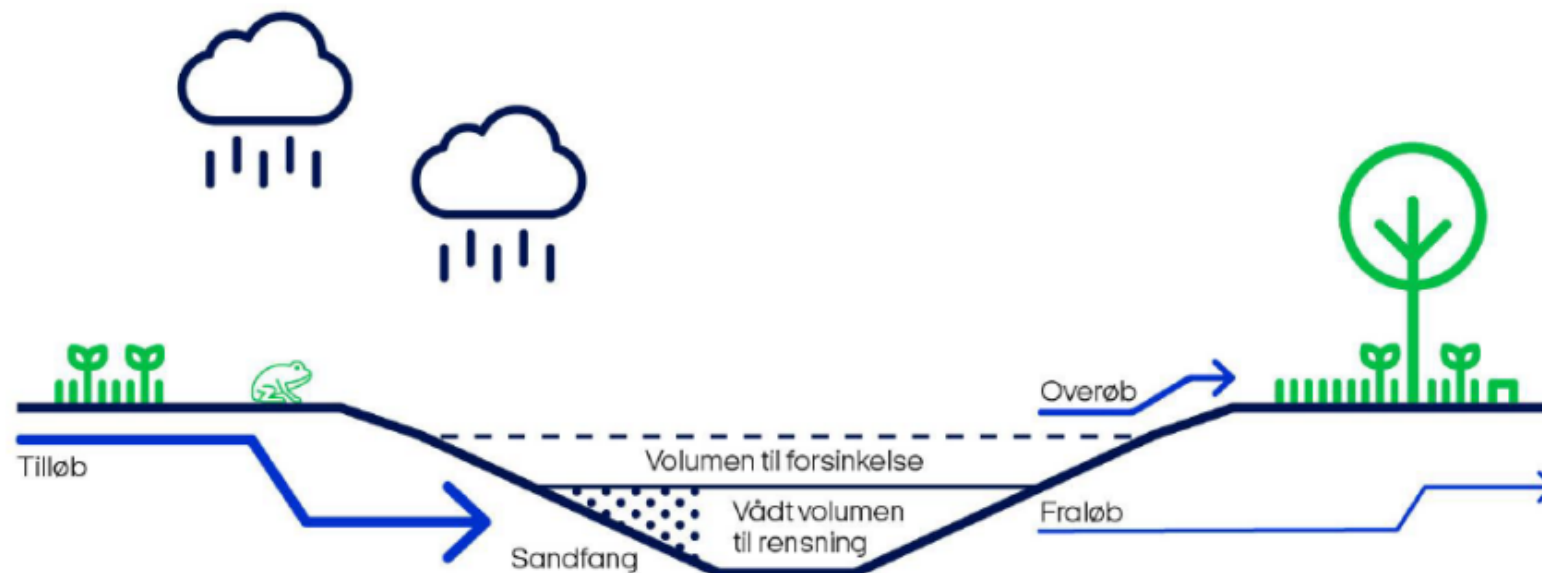 Overøb
Tilløb
Volumen til forsinkelse
Vådt volumen
til rensning
Fraløb
Sandfang